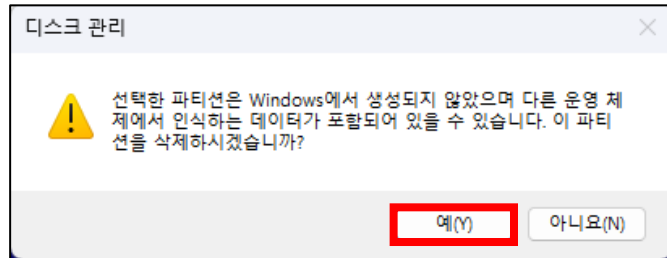 디스크 관리
선택한 파티션은 Windows에서 생성되지 않았으며 다른 운영 체
제에서 인식하는 데이터가 포함되어 있을 수 있습니다. 이 파티
션을 삭제하시겠습니까?
예(Y) 아니요(N)